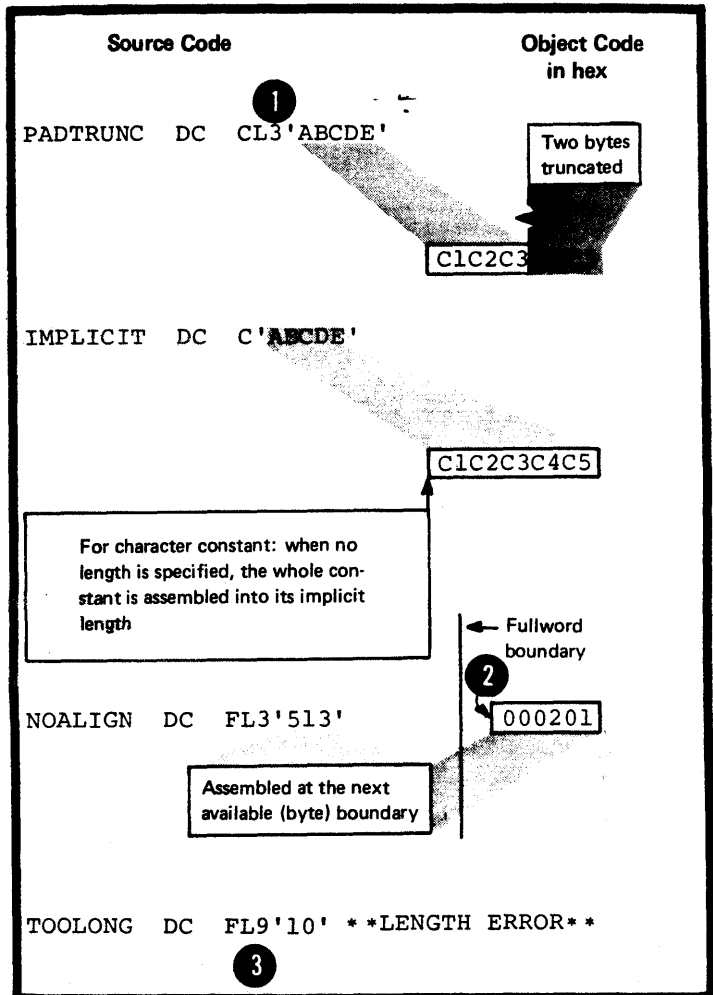 Source Code
Object Code
in hex
1
PADTRUNC DC CL3'ABCDE'
Two bytes
truncated
C1C2C3
IMPLICIT DC C'ABCDE'
C1C2C3C4C5
For character constant: when no
length is specified, the whole con-
stant is assembled into its implicit
length
Fullword
boundary
2
NOALIGN DC FL3'513'
000201
Assembled at the next
available (byte) boundary
TOOLONG DC FL9'10' **LENGTH ERROR**
3